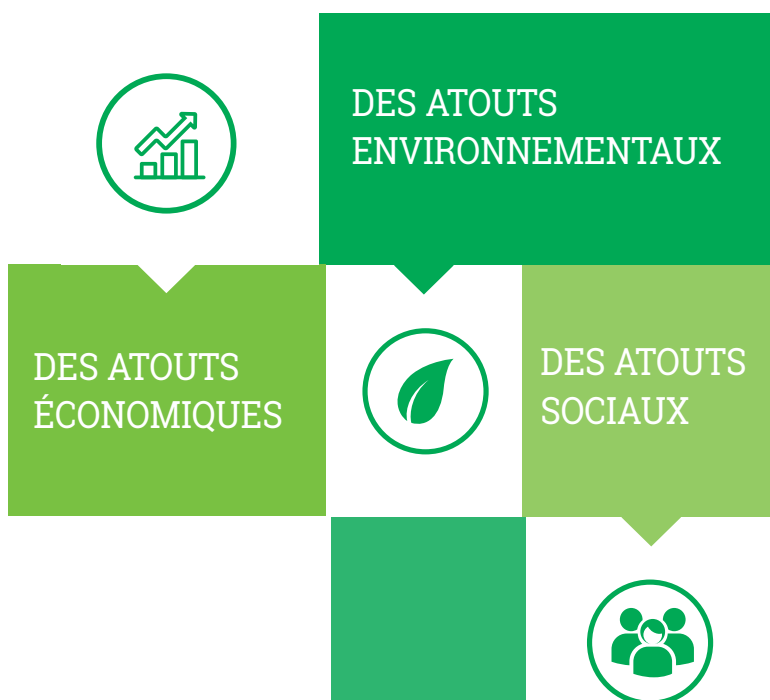 DES ATOUTS
ENVIRONNEMENTAUX
DES ATOUTS
ÉCONOMIQUES
DES ATOUTS
SOCIAUX